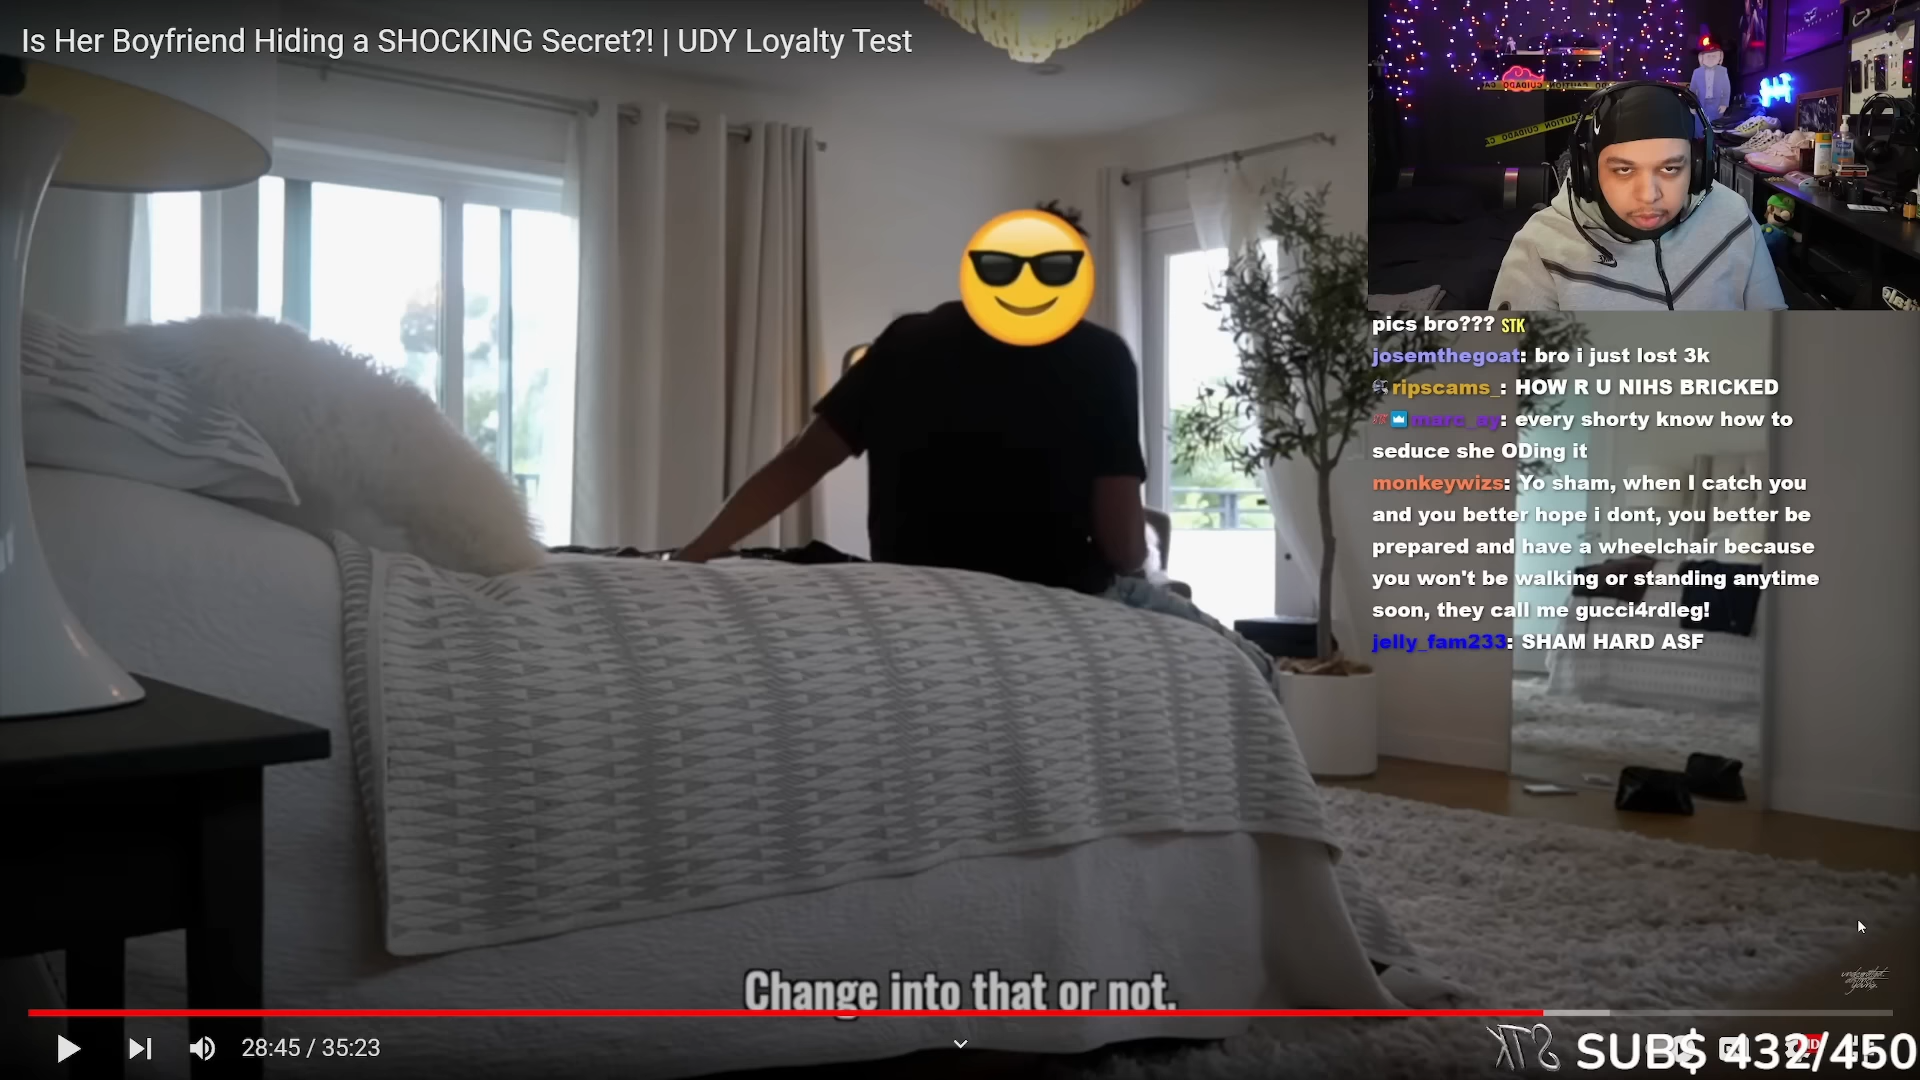 Is Her Boyfriend Hiding a SHOCKING Secret?! | UDY Loyalty Test
pics bro??? STK
josemthegoat: bro i just lost 3k
ripscams_: HOW R U NIHS BRICKED
marc_ay: every shorty know how to
seduce she ODing it
monkeywizs: Yo sham, when I catch you
and you better hope i dont, you better be
prepared and have a wheelchair because
you won't be walking or standing anytime
soon, they call me gucci4rdleg!
jelly_fam233: SHAM HARD ASF
Change into that or not.
28:45 / 35:23
STK SUB$ 432/450